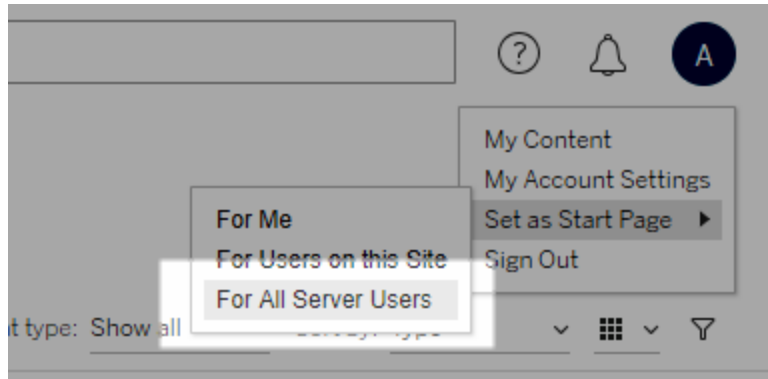 ?
A
My Content
My Account Settings
Set as Start Page
Sign Out
For Me
For Users on this Site
For All Server Users
t type: Show all